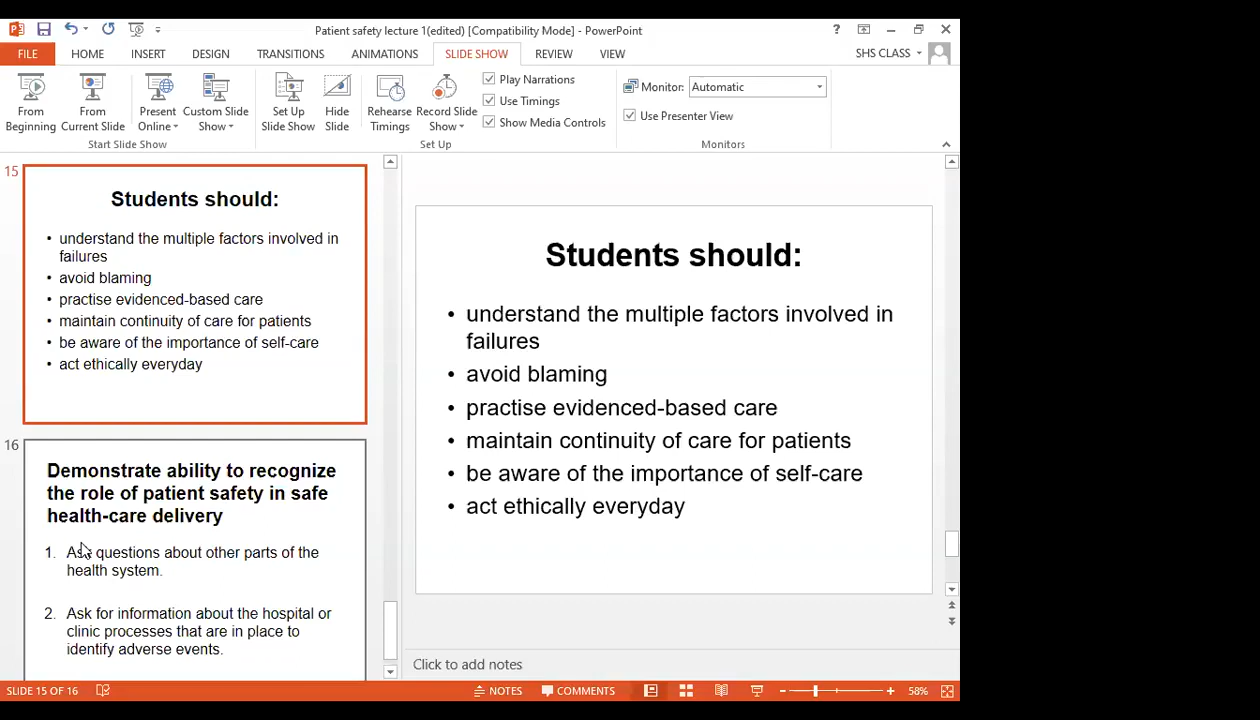 Patient safety lecture 1(edited) [Compatibility Mode] - PowerPoint
?
FILE HOME INSERT DESIGN TRANSITIONS ANIMATIONS SLIDE SHOW REVIEW VIEW SHS CLASS
From Beginning
From Current Slide
Present Online
Custom Slide Show
Set Up Slide Show
Hide Slide
Rehearse Timings
Record Slide Show
Play Narrations
Use Timings
Show Media Controls
Monitor: Automatic
Use Presenter View
Start Slide Show
Set Up
Monitors
15
Students should:
• understand the multiple factors involved in
failures
• avoid blaming
• practise evidenced-based care
• maintain continuity of care for patients
• be aware of the importance of self-care
• act ethically everyday
16
Demonstrate ability to recognize
the role of patient safety in safe
health-care delivery
1. Ask questions about other parts of the
health system.
2. Ask for information about the hospital or
clinic processes that are in place to
identify adverse events.
Students should:
• understand the multiple factors involved in
failures
• avoid blaming
• practise evidenced-based care
• maintain continuity of care for patients
• be aware of the importance of self-care
• act ethically everyday
Click to add notes
SLIDE 15 OF 16 NOTES COMMENTS 58%